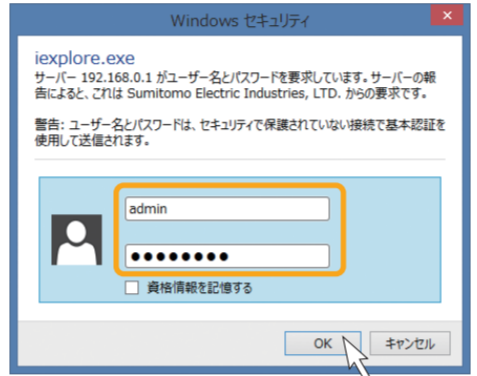 Windows セキュリティ
iexplore.exe
サーバー 192.168.0.1 がユーザー名とパスワードを要求しています。サーバーの報
告によると、これは Sumitomo Electric Industries, LTD. からの要求です。
警告: ユーザー名とパスワードは、セキュリティで保護されていない接続で基本認証を
使用して送信されます。
admin
●●●●●●●●
資格情報を記憶する
OK
キャンセル